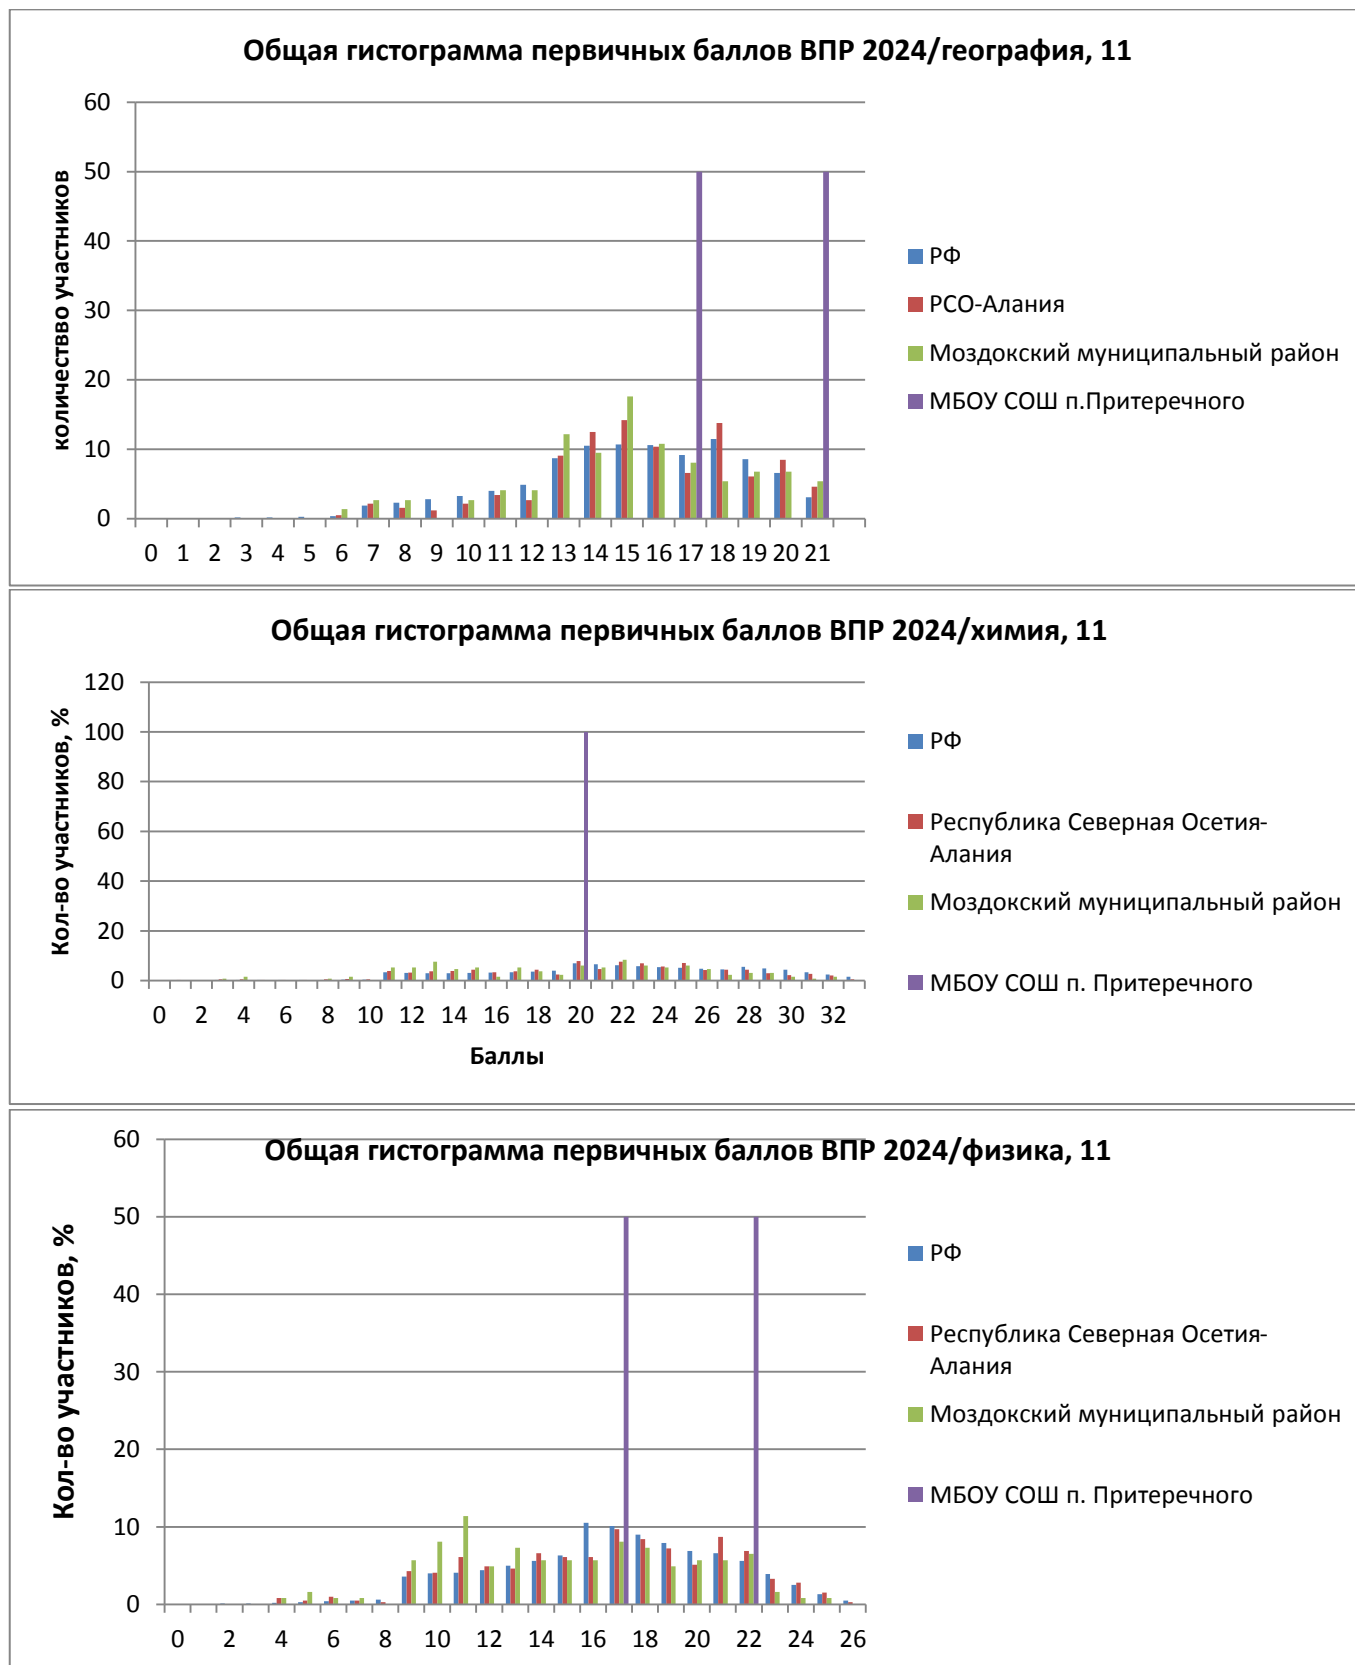 Общая гистограмма первичных баллов ВПР 2024/география, 11
60
50
40
30
20
10
0
количествво участников
0 1 2 3 4 5 6 7 8 9 10 11 12 13 14 15 16 17 18 19 20 21
РФ
РСО-Алания
Моздокский муниципальный район
МБОУ СОШ п.Притеречного
Общая гистограмма первичных баллов ВПР 2024/химия, 11
120
100
80
60
40
20
0
Кол-во участников, %
0 2 4 6 8 10 12 14 16 18 20 22 24 26 28 30 32
Баллы
РФ
Республика Северная Осетия-
Алания
Моздокский муниципальный район
МБОУ СОШ п. Притеречного
Общая гистограмма первичных баллов ВПР 2024/физика, 11
60
50
40
30
20
10
0
Кол-во участников, %
0 2 4 6 8 10 12 14 16 18 20 22 24 26
РФ
Республика Северная Осетия-
Алания
Моздокский муниципальный район
МБОУ СОШ п. Притеречного